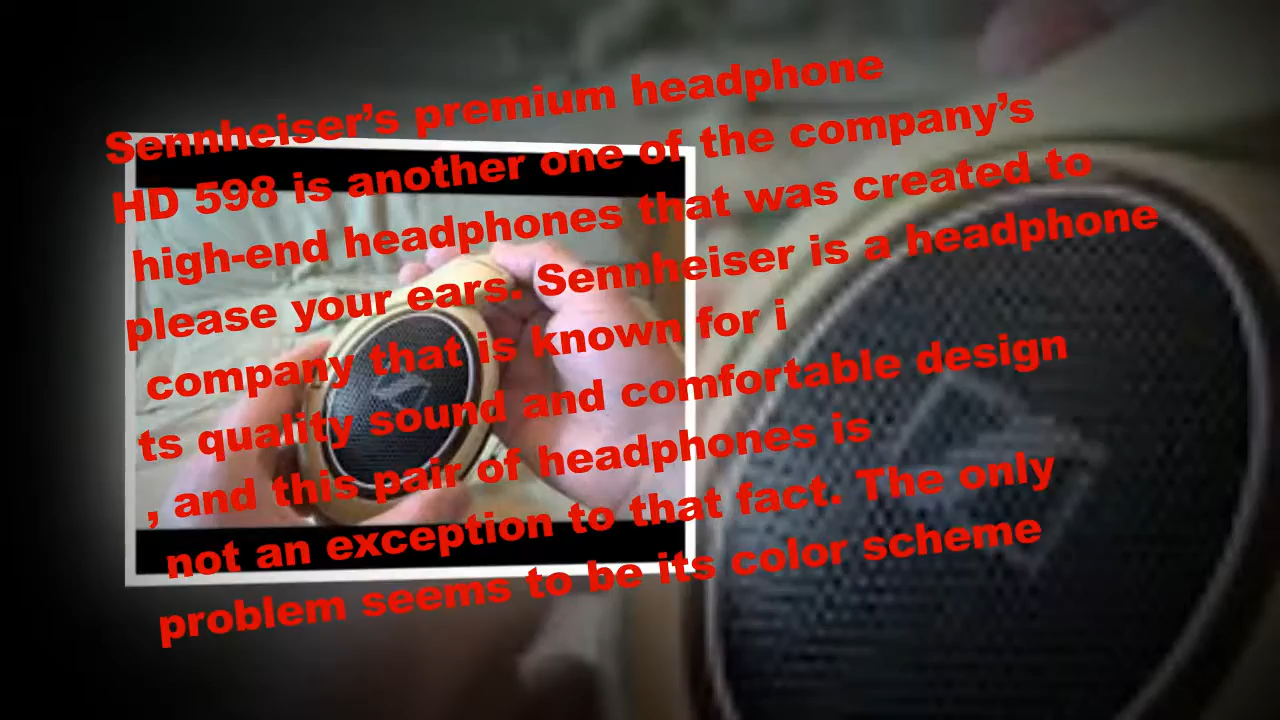 Sennheiser’s premium headphone
HD 598 is another one of the company’s
high-end headphones that was created to
please your ears. Sennheiser is a headphone
company that is known for i
ts quality sound and comfortable design
, and this pair of headphones is
not an exception to that fact. The only
problem seems to be its color scheme